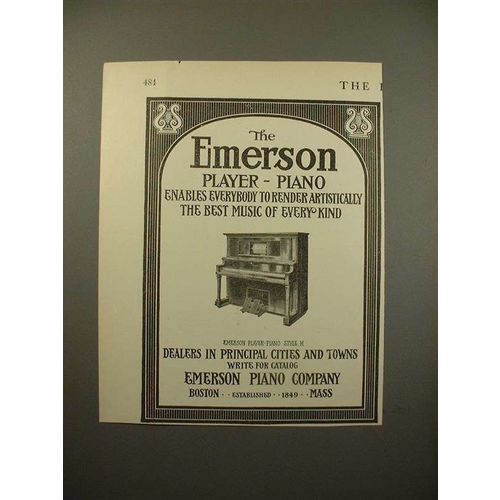 481
THE
The
Emerson
PLAYER - PIANO
ENABLES EVERYBODY TO RENDER ARTISTICALLY
THE BEST MUSIC OF EVERY KIND
EMERSON PLAYER-PIANO STYLE H
DEALERS IN PRINCIPAL CITIES AND TOWNS
WRITE FOR CATALOG
EMERSON PIANO COMPANY
BOSTON · · ESTABLISHED · · 1849 · · MASS